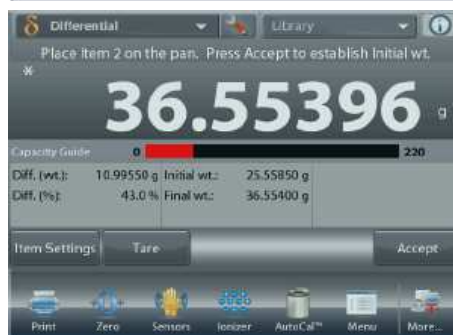 Differential Library
Place item 2 on the pan. Press Accept to establish Initial wt.
*
36.55396 g
Capacity Guide 0 220
Diff. (wt.): 10.99550 g Initial wt.: 25.55850 g
Diff. (%): 43.0 % Final wt.: 36.55400 g
Item Settings Tare Accept
Print Zero Sensors Ionizer AutoCal™ Menu More...